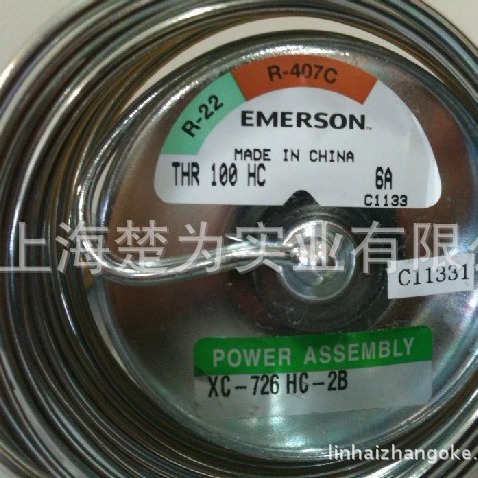 R-22
R-407C
EMERSON™
MADE IN CHINA
THR 100 HC 6A
C1133
上海楚为实业有限
C11331
POWER ASSEMBLY
XC-726 HC-2B
linhaizhangoke.